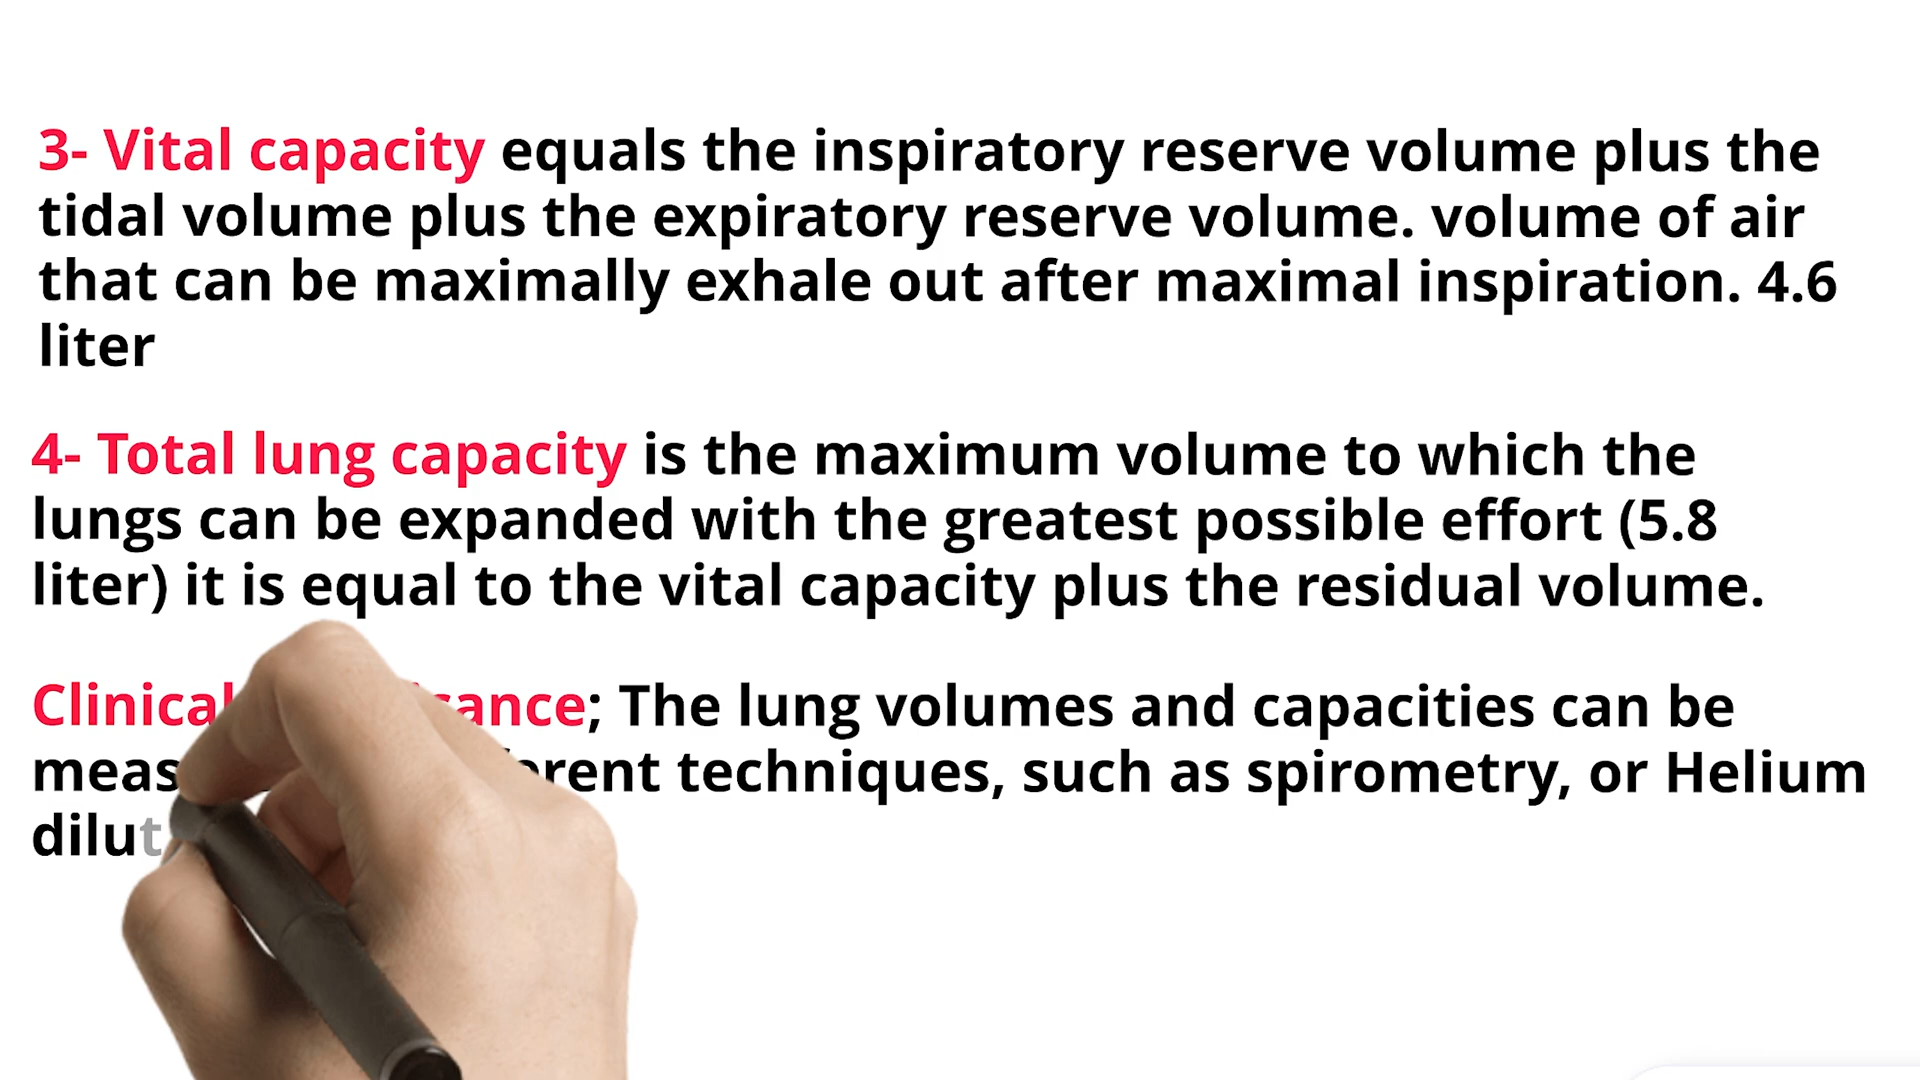 3- Vital capacity equals the inspiratory reserve volume plus the
tidal volume plus the expiratory reserve volume. volume of air
that can be maximally exhale out after maximal inspiration. 4.6
liter
4- Total lung capacity is the maximum volume to which the
lungs can be expanded with the greatest possible effort (5.8
liter) it is equal to the vital capacity plus the residual volume.
Clinical ; The lung volumes and capacities can be
techniques, such as spirometry, or Helium
dilut